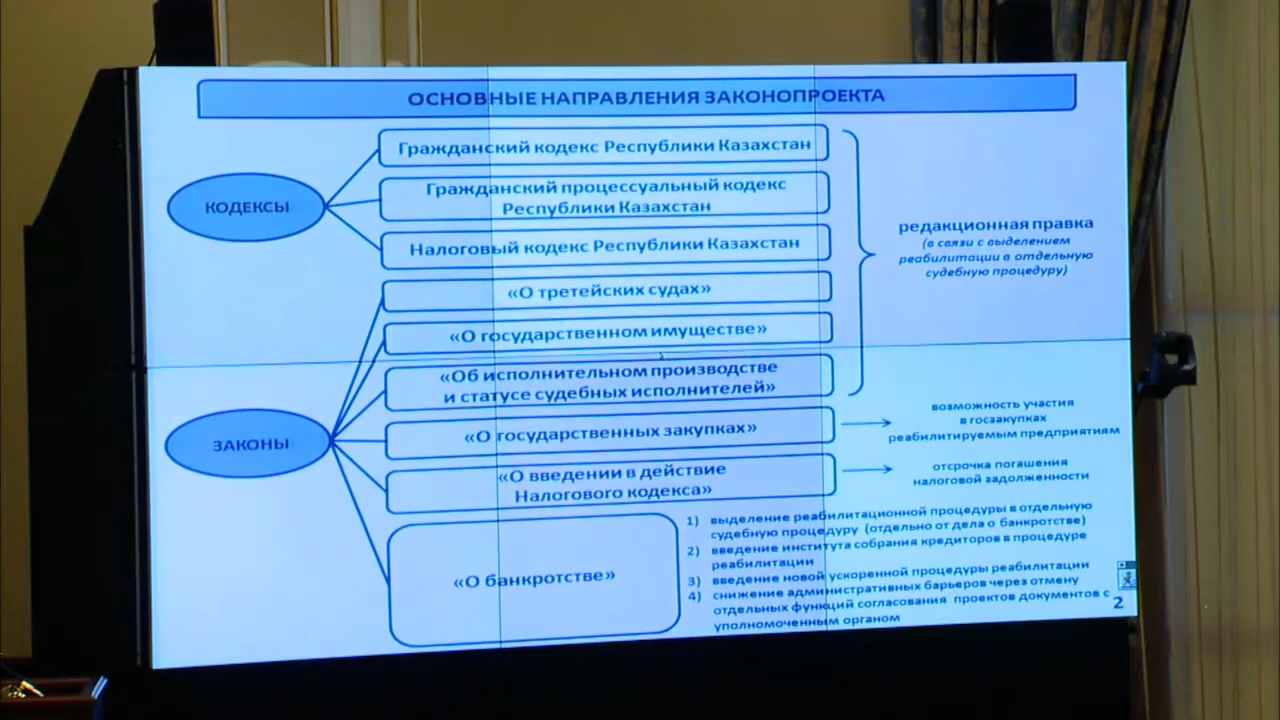 ОСНОВНЫЕ НАПРАВЛЕНИЯ ЗАКОНОПРОЕКТА
КОДЕКСЫ
Гражданский кодекс Республики Казахстан
Гражданский процессуальный кодекс
Республики Казахстан
Налоговый кодекс Республики Казахстан
«О третейских судах»
«О государственном имуществе»
«Об исполнительном производстве
и статусе судебных исполнителей»
редакционная правка
(в связи с выделением
реабилитации в отдельную
судебную процедуру)
ЗАКОНЫ
«О государственных закупках»
возможность участия
в госзакупках
реабилитируемым предприятиям
«О введении в действие
Налогового кодекса»
отсрочка погашения
налоговой задолженности
«О банкротстве»
1) выделение реабилитационной процедуры в отдельную
судебную процедуру (отдельно от дела о банкротстве)
2) введение института собрания кредиторов в процедуре
реабилитации
3) введение новой ускоренной процедуры реабилитации
4) снижение административных барьеров через отмену
отдельных функций согласования проектов документов с
уполномоченным органом
2